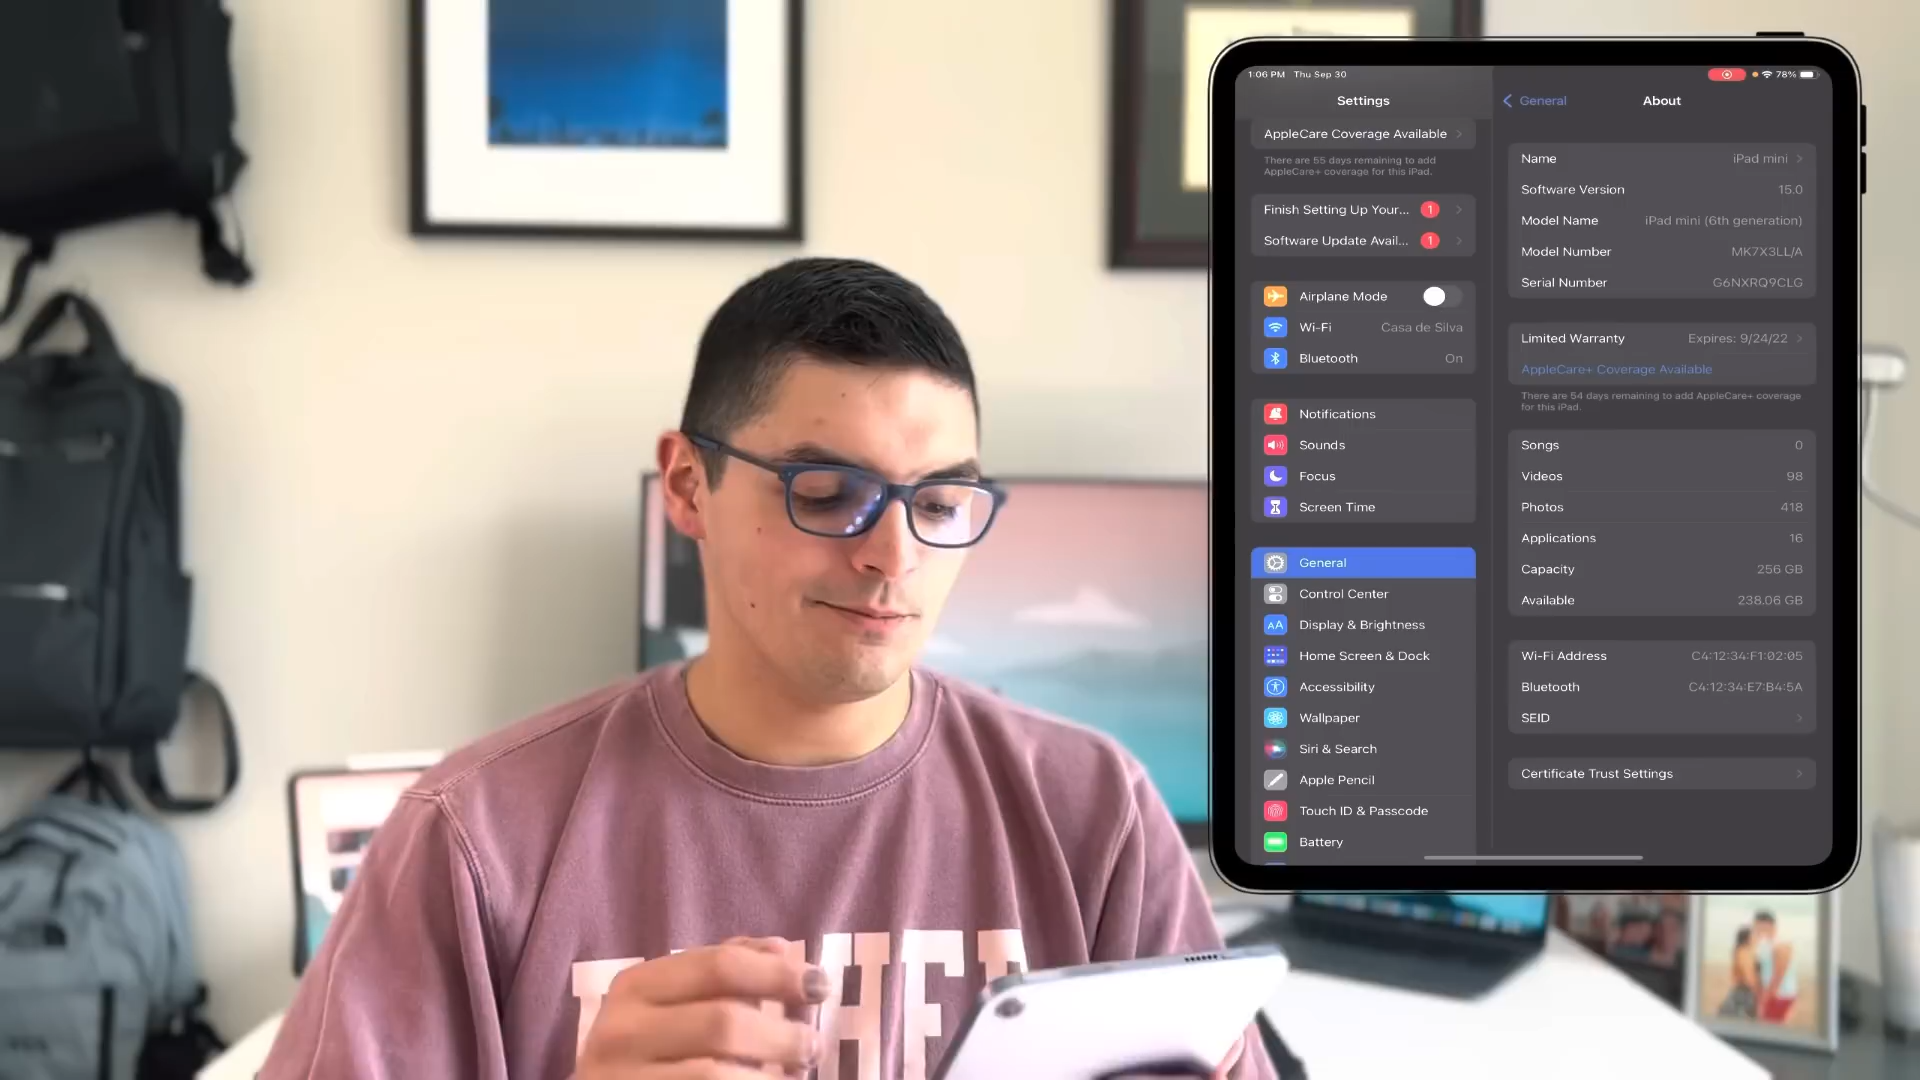 1:06 PM Thu Sep 30
78%
Settings
AppleCare Coverage Available
There are 55 days remaining to add
AppleCare+ coverage for this iPad.
Finish Setting Up Your... 1
Software Update Avail... 1
Airplane Mode
Wi-Fi Casa de Silva
Bluetooth On
Notifications
Sounds
Focus
Screen Time
General
Control Center
AA Display & Brightness
Home Screen & Dock
Accessibility
Wallpaper
Siri & Search
Apple Pencil
Touch ID & Passcode
Battery
General
About
Name iPad mini
Software Version 15.0
Model Name iPad mini (6th generation)
Model Number MK7X3LL/A
Serial Number G6NXRQ9CLG
Limited Warranty Expires: 9/24/22
AppleCare+ Coverage Available
There are 54 days remaining to add AppleCare+ coverage
for this iPad.
Songs 0
Videos 98
Photos 418
Applications 16
Capacity 256 GB
Available 238.06 GB
Wi-Fi Address C4:12:34:F1:02:05
Bluetooth C4:12:34:E7:B4:5A
SEID
Certificate Trust Settings